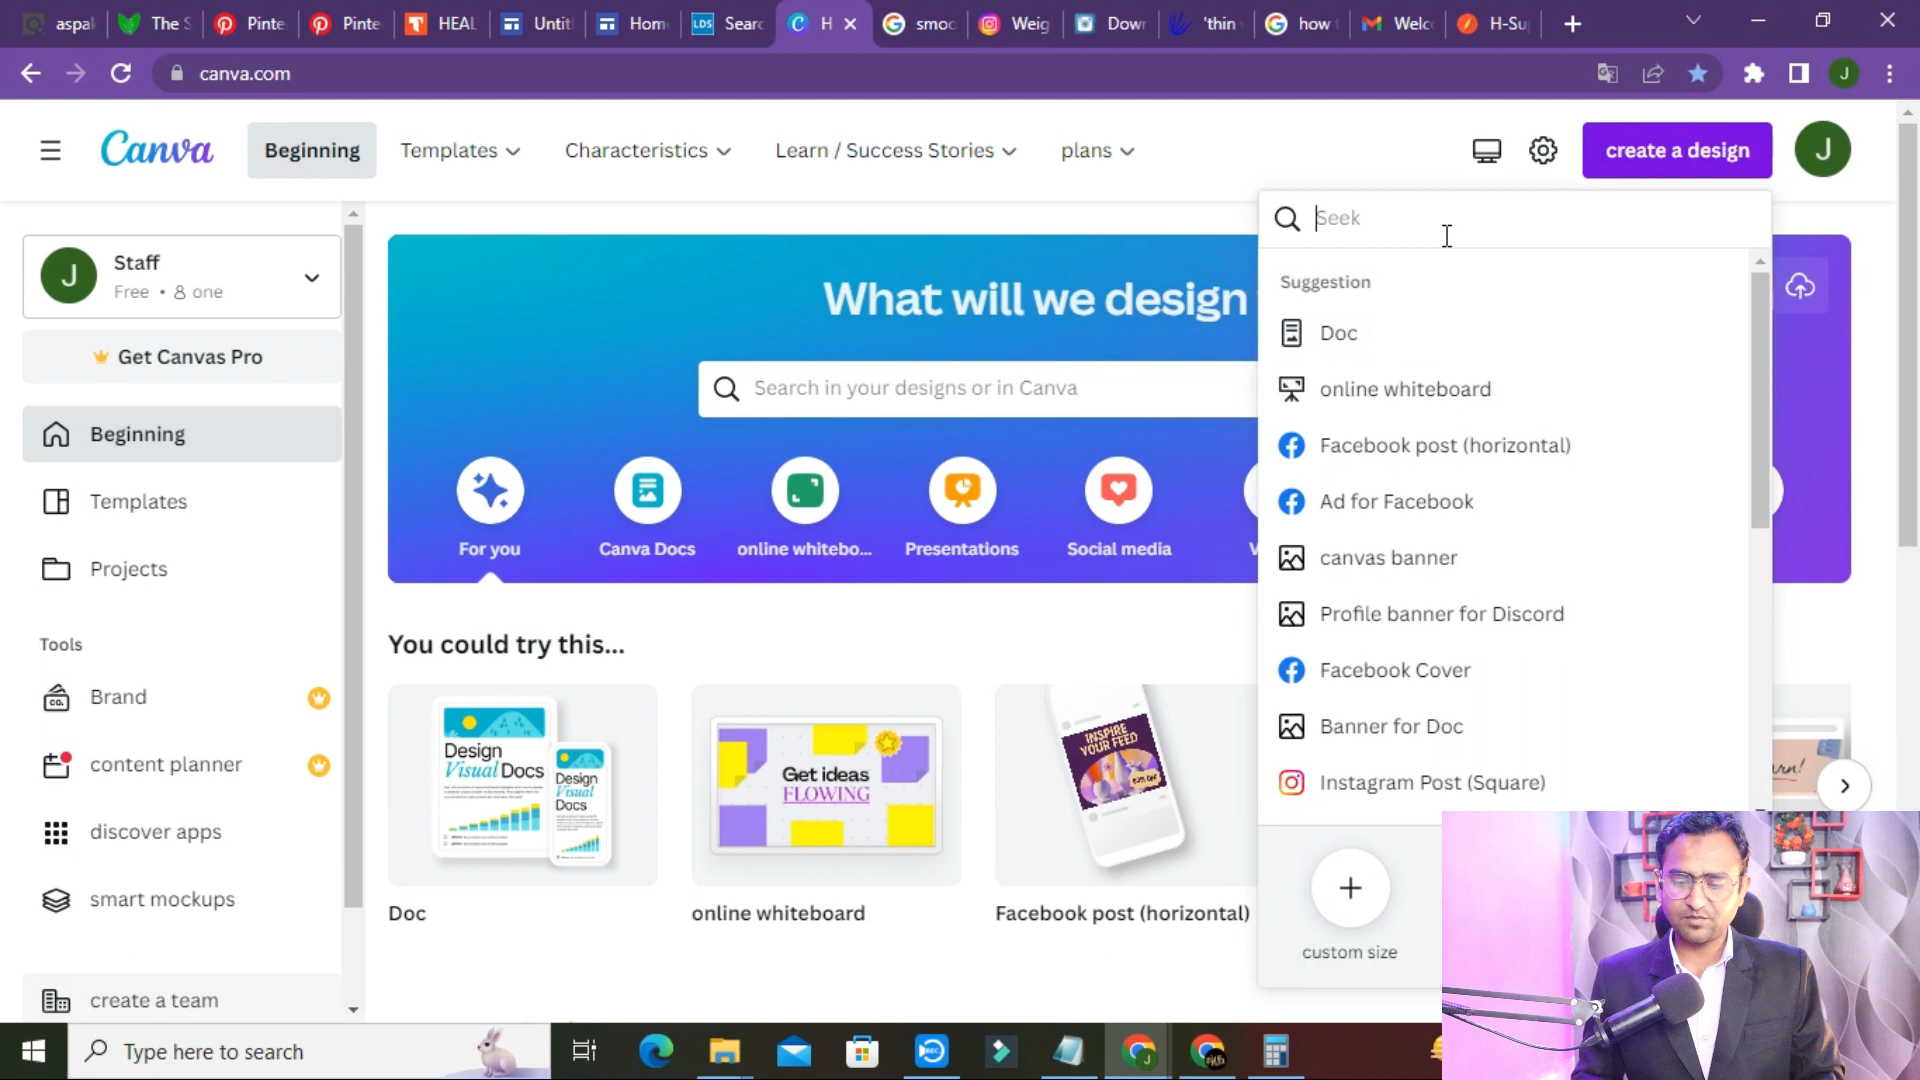 aspal
The S
Pinte
Pinte
HEAL
Untit
Home
LDS
Searc
H
smoo
Weig
Dow
'thin
how
Welc
H-Su
canva.com
J
Canva
Beginning
Templates
Characteristics
Learn / Success Stories
plans
create a design
J
J
Staff
Free • one
Get Canvas Pro
Beginning
Templates
Projects
Tools
CO.
Brand
content planner
discover apps
smart mockups
create a team
What will we design
Search in your designs or in Canva
For you
Canva Docs
online whitebo...
Presentations
Social media
V
You could try this...
Design
Visual Docs
Design
Visual
Docs
Get ideas
FLOWING
INSPIRE
YOUR FEED
Doc
online whiteboard
Facebook post (horizontal)
Seek
Suggestion
Doc
online whiteboard
Facebook post (horizontal)
Ad for Facebook
canvas banner
Profile banner for Discord
Facebook Cover
Banner for Doc
Instagram Post (Square)
custom size
Type here to search
REC
J